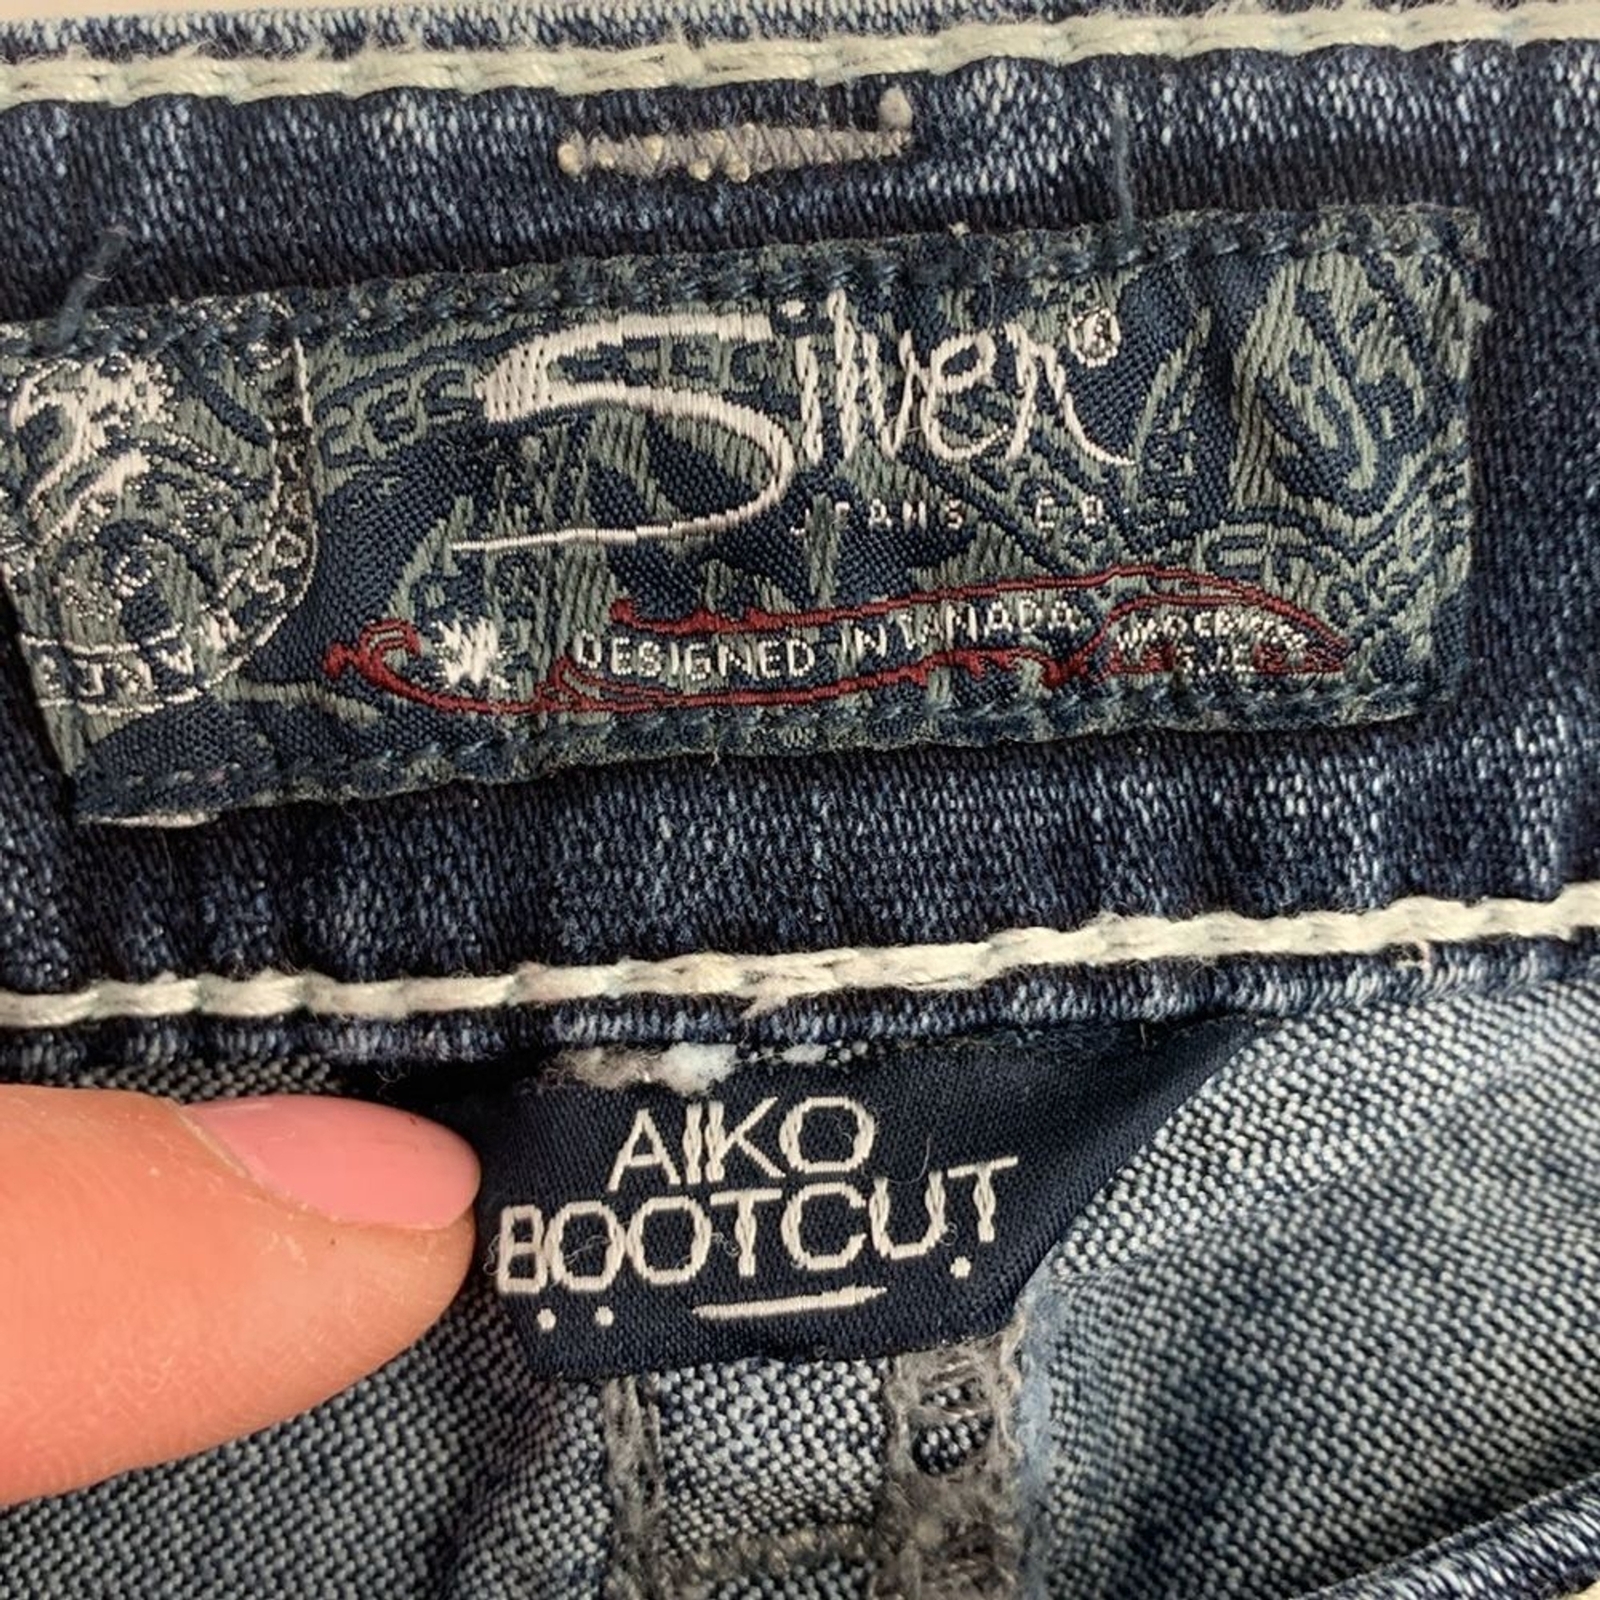 Silver
JEANS CO.
DESIGNED IN CANADA
AIKO
BOOTCUT